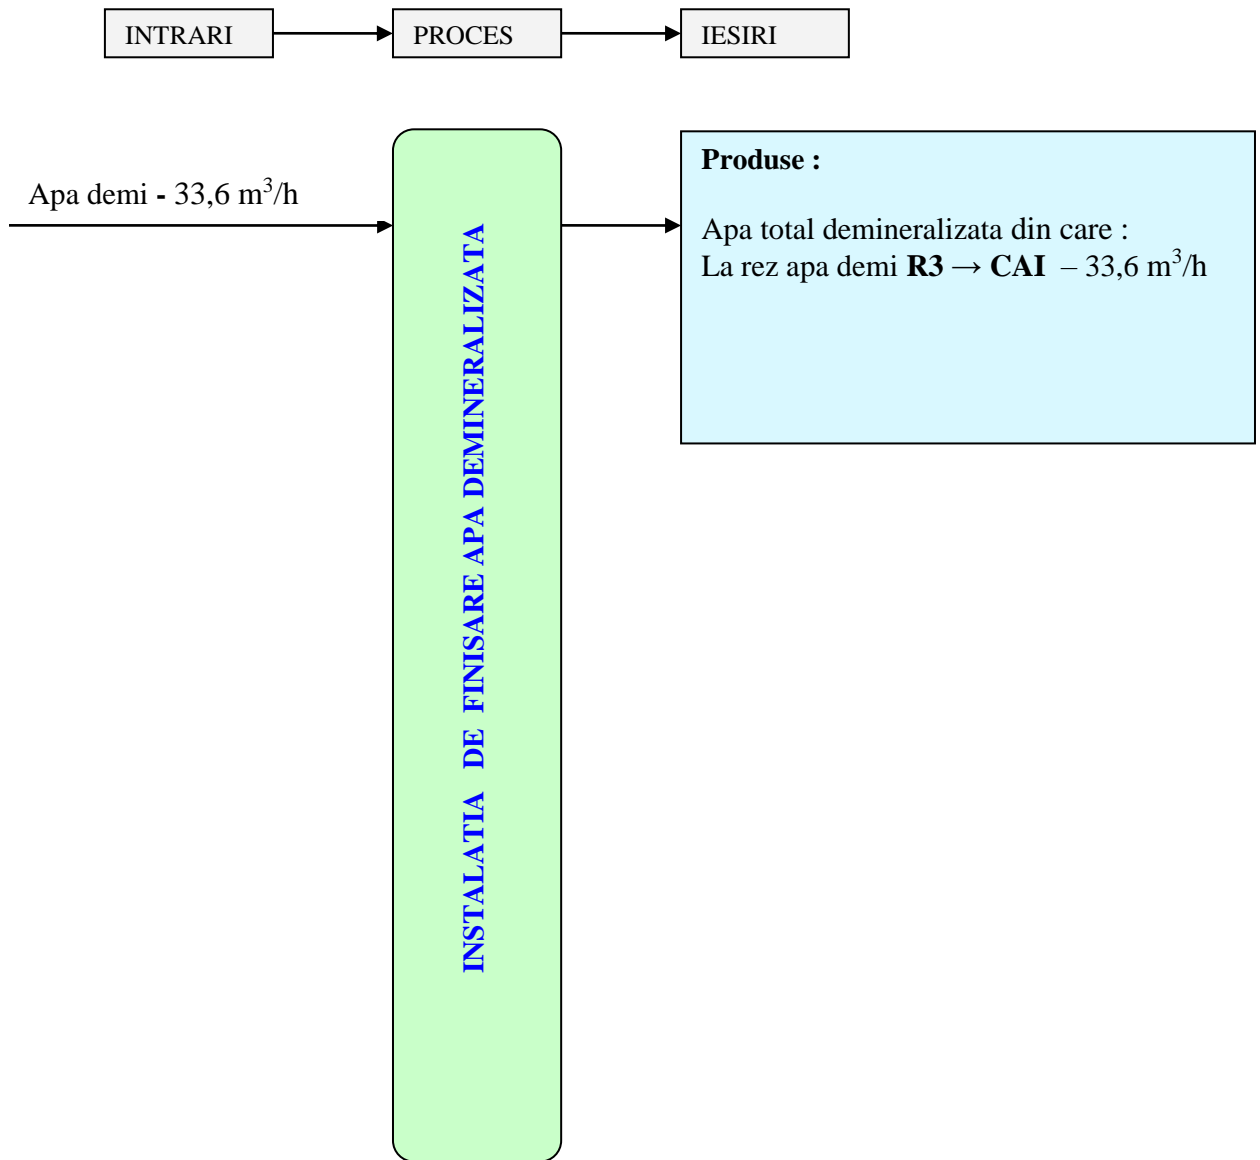 INTRARI
PROCES
IESIRI
Apa demi - 33,6 m³/h
INSTALATIA DE FINISARE APA DEMINERALIZATA
Produse :
Apa total demineralizata din care :
La rez apa demi R3 → CAI – 33,6 m³/h